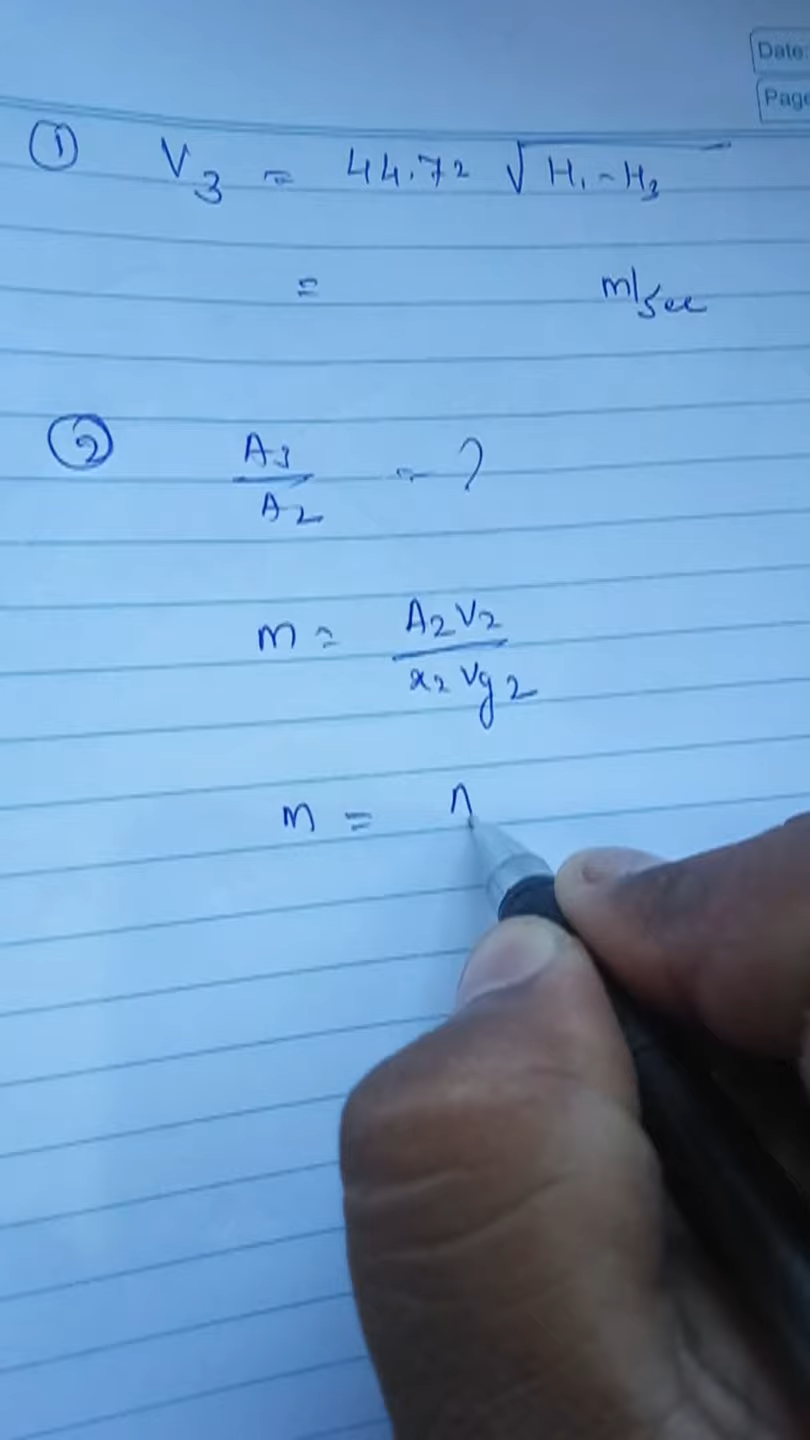 Date:
Page
① V3 = 44.72 √H1-H3
= m/sec
② A3/A2 = ?
m = A2V2/x2Vg2
m = A